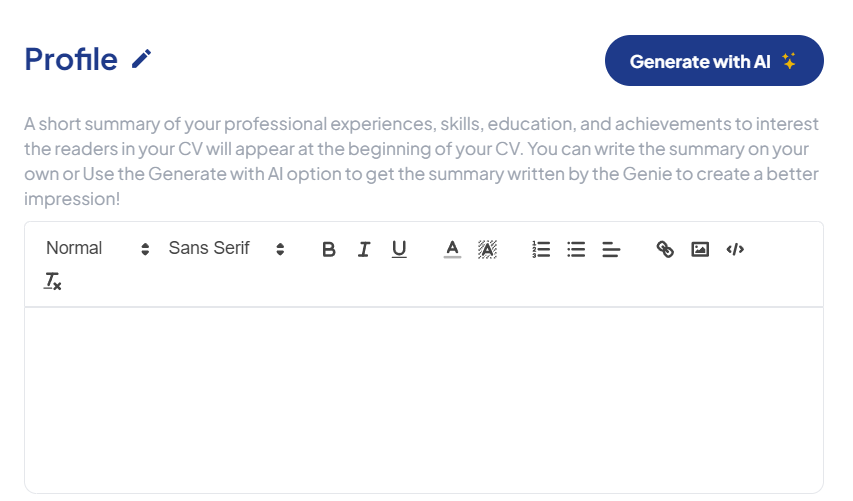 Profile
Generate with AI
A short summary of your professional experiences, skills, education, and achievements to interest
the readers in your CV will appear at the beginning of your CV. You can write the summary on your
own or Use the Generate with AI option to get the summary written by the Genie to create a better
impression!
Normal Sans Serif